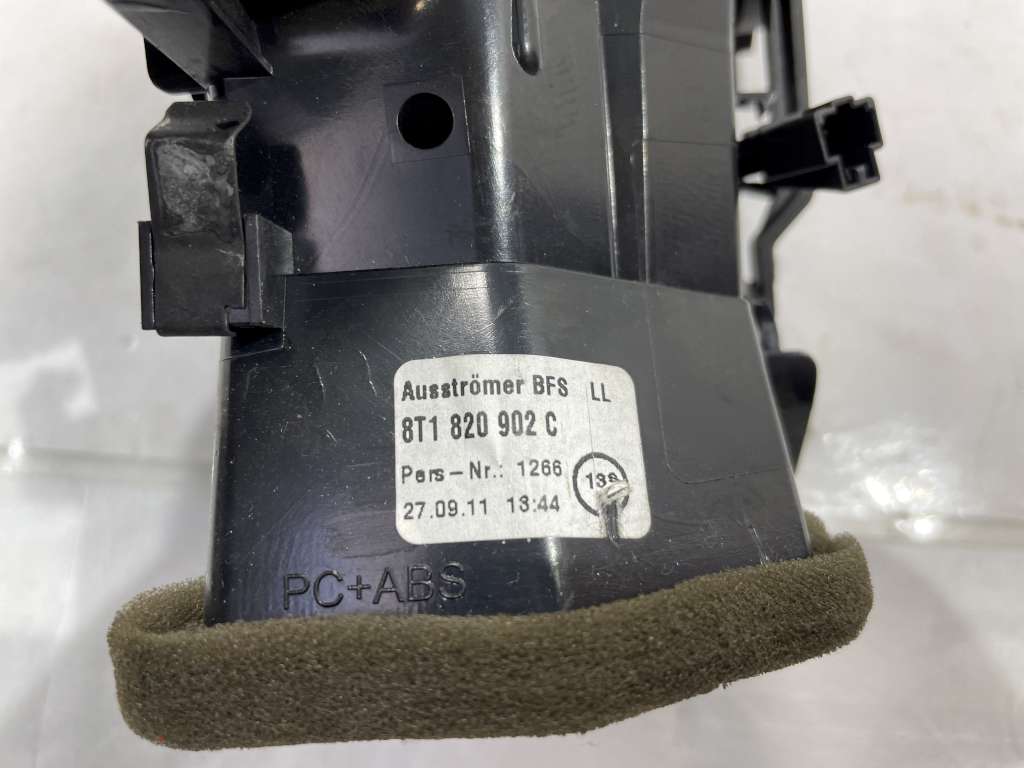 Ausströmer BFS LL
8T1 820 902 C
Pers-Nr.: 1266
27.09.11 13:44
PC+ABS